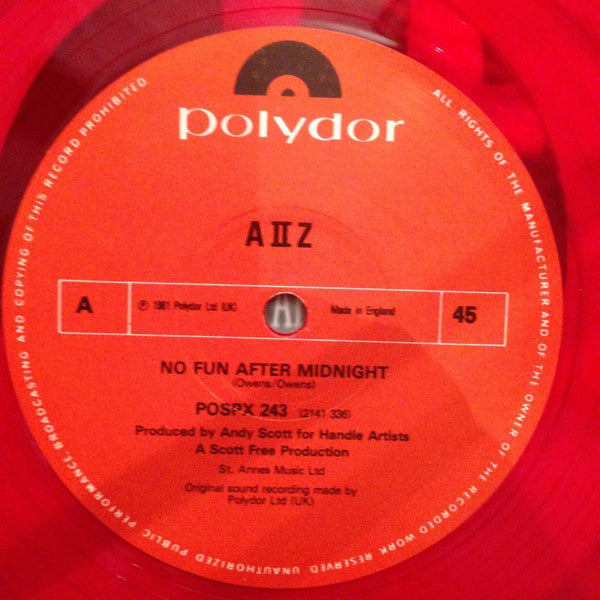 polydor
A II Z
A
℗ 1981 Polydor Ltd (UK)
Made in England
45
NO FUN AFTER MIDNIGHT
(Owens/Owens)
POSPX 243 (2141 336)
Produced by Andy Scott for Handle Artists
A Scott Free Production
St. Annes Music Ltd
Original sound recording made by
Polydor Ltd (UK)
ALL RIGHTS OF THE MANUFACTURER AND OF THE OWNER OF THE RECORDED WORK RESERVED UNAUTHORIZED PUBLIC PERFORMANCE, BROADCASTING AND COPYING OF THIS RECORD PROHIBITED